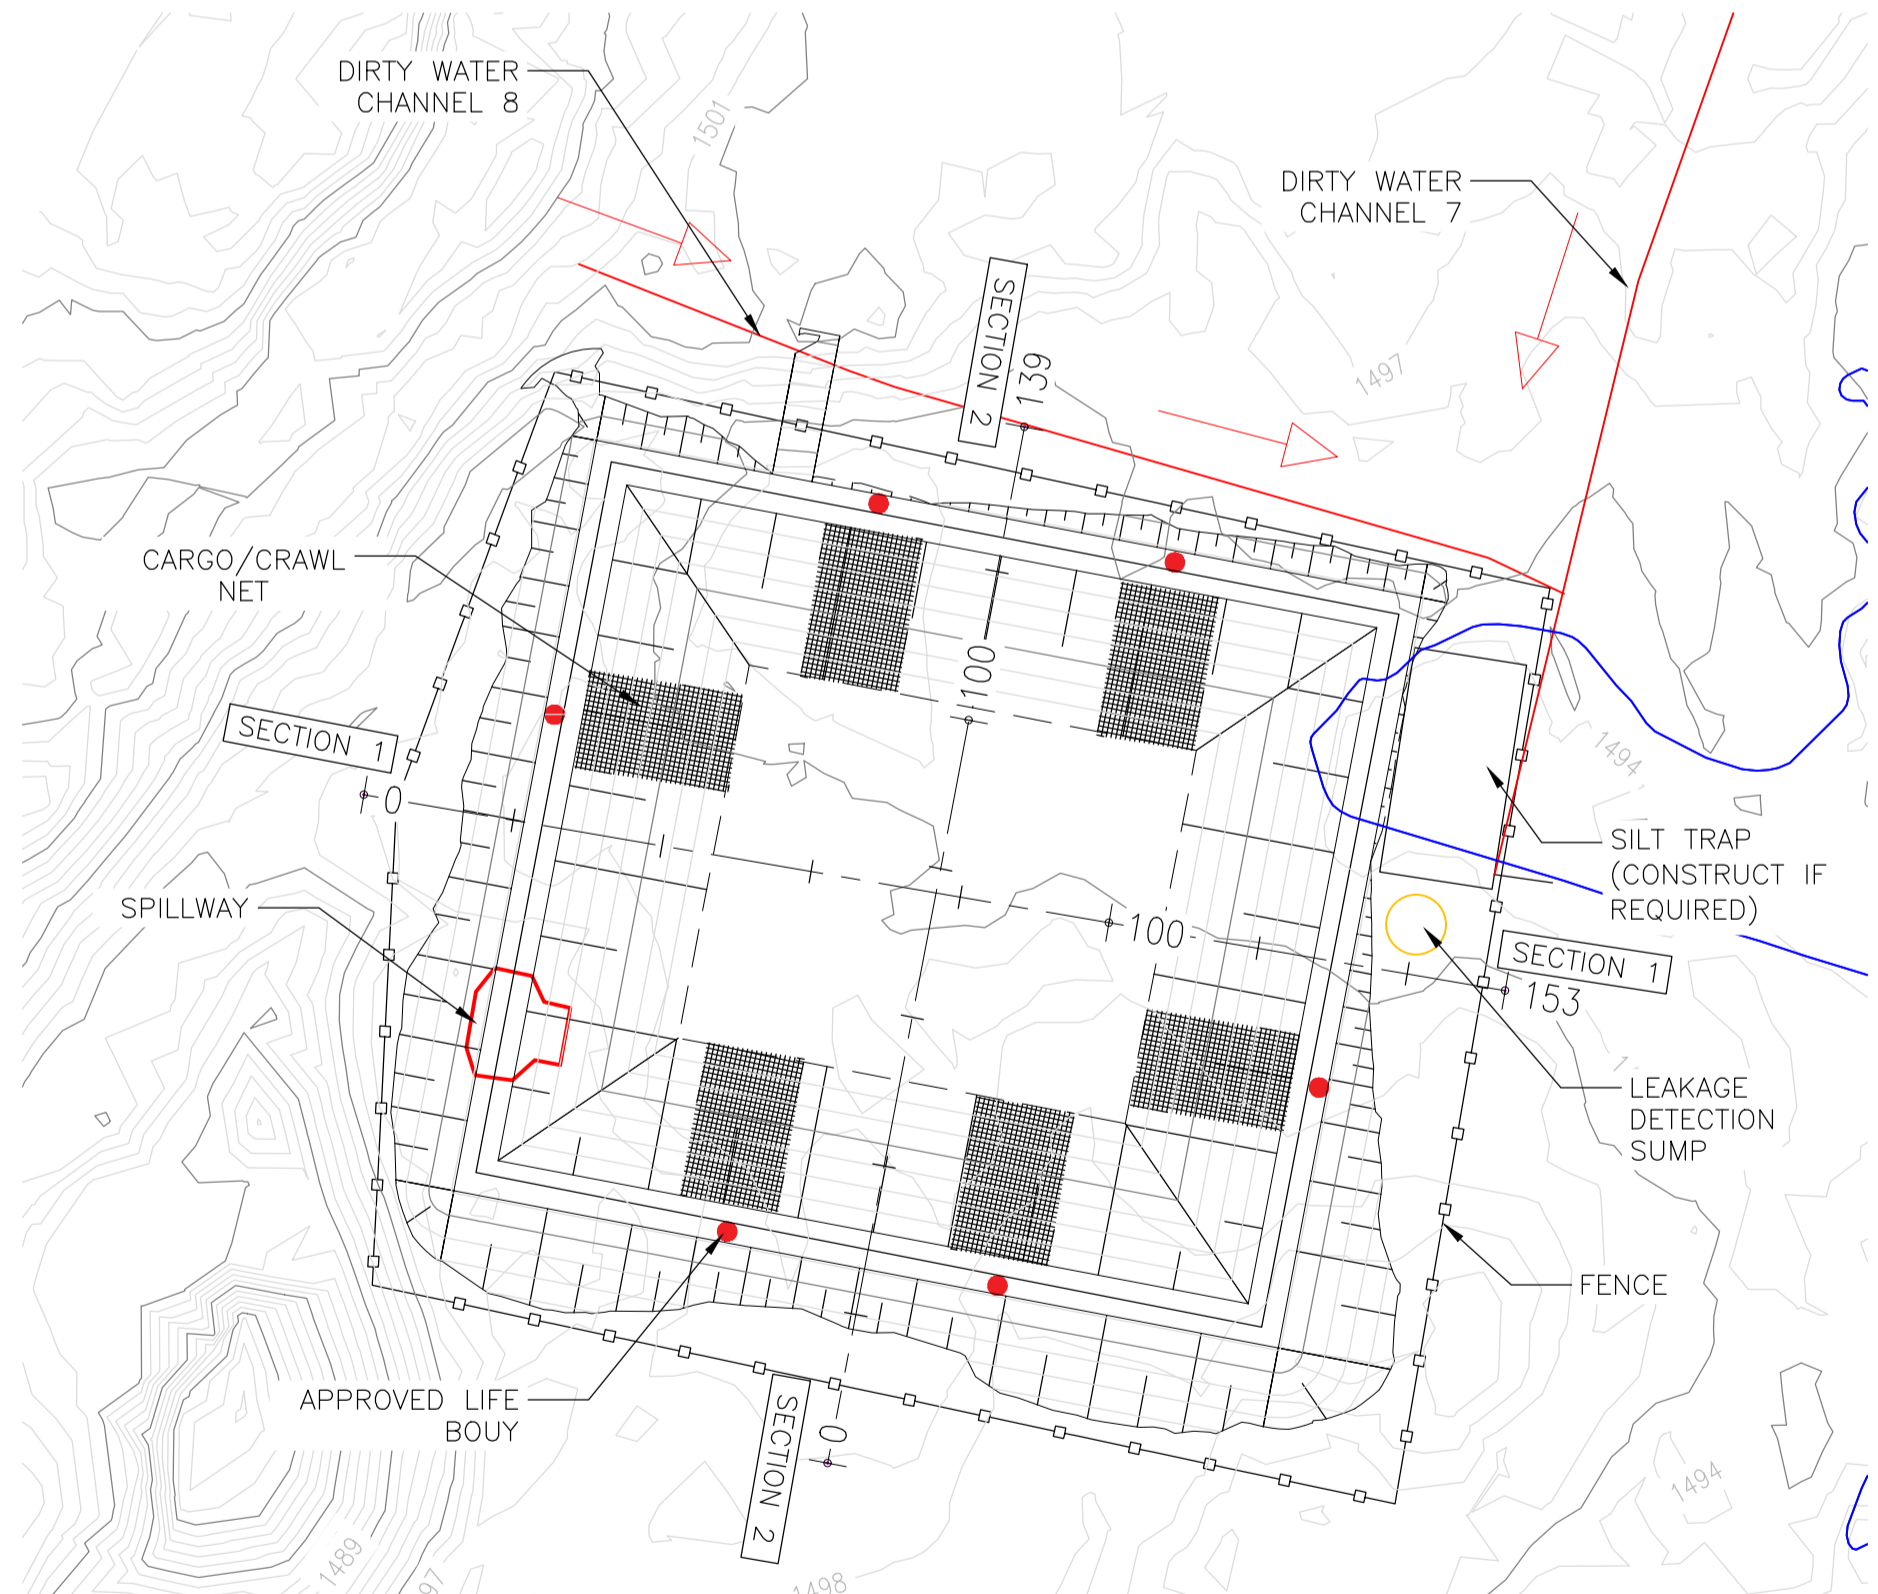 DIRTY WATER
CHANNEL 8
1501
DIRTY WATER
CHANNEL 7
SECTION 2
139
1497
CARGO/CRAWL
NET
100
SECTION 1
0
1494
SILT TRAP
(CONSTRUCT IF
REQUIRED)
SPILLWAY
100
SECTION 1
153
LEAKAGE
DETECTION
SUMP
FENCE
APPROVED LIFE
BOUY
SECTION 2
0
1494
1489
97
1498